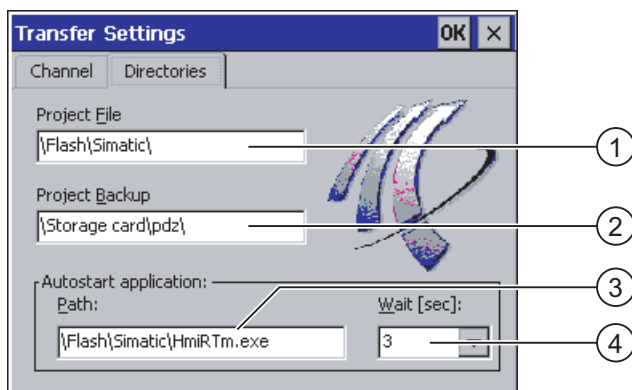 Transfer Settings OK ×
Channel Directories
Project File
\Flash\Simatic\
1
Project Backup
\Storage card\pdz\
2
Autostart application:
Path: Wait [sec]:
3
\Flash\Simatic\HmiRTm.exe 3
4